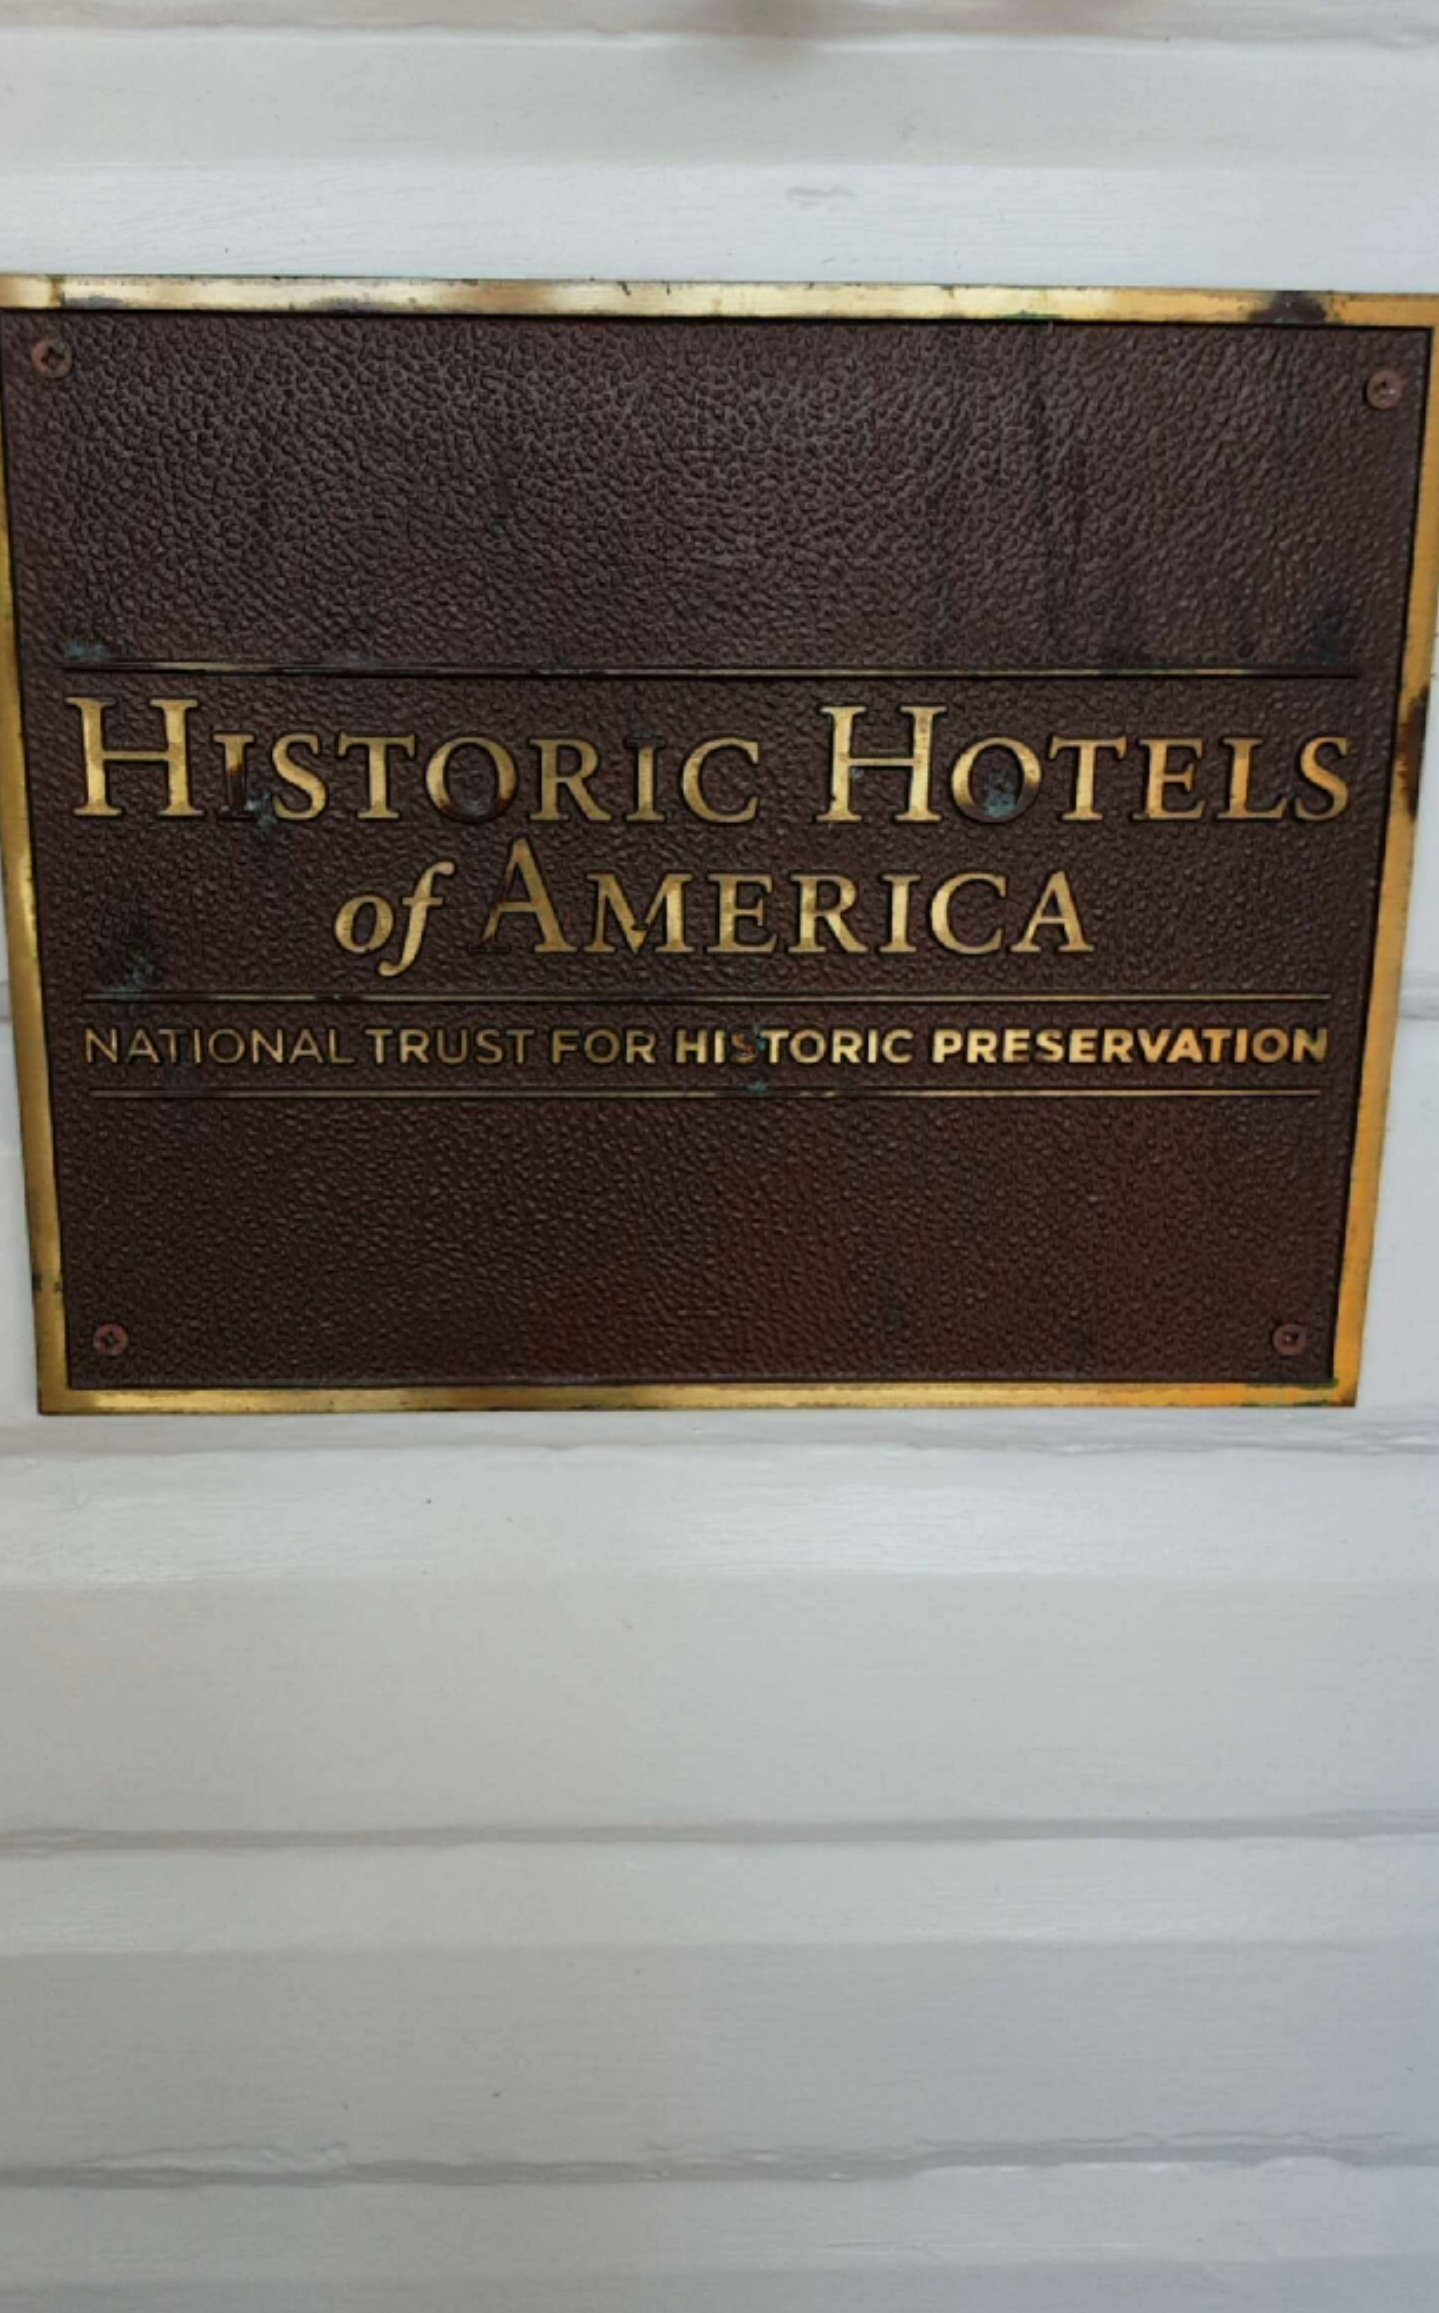 HISTORIC HOTELS
of AMERICA
NATIONAL TRUST FOR HISTORIC PRESERVATION